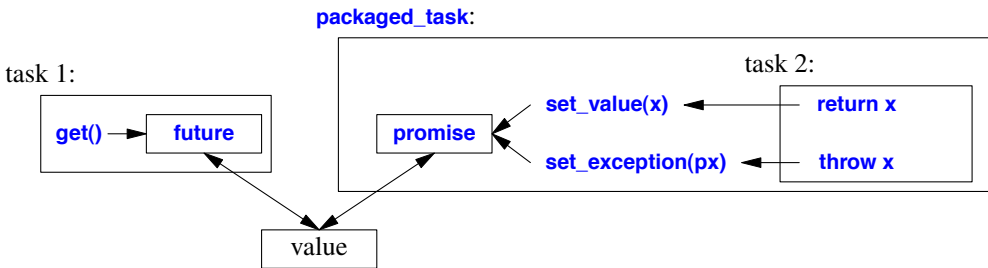 packaged_task:
task 1:
task 2:
get()
future
promise
set_value(x)
return x
set_exception(px)
throw x
value